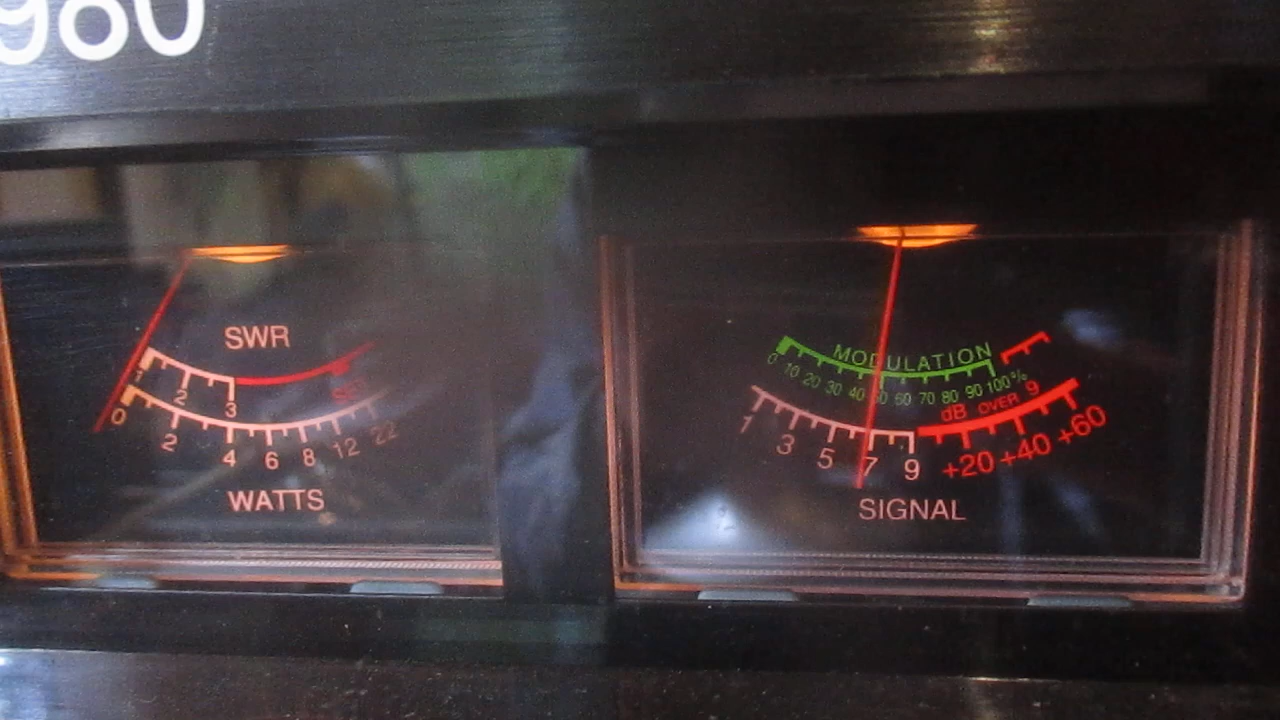 980
SWR
1 2 3 SET
0 2 4 6 8 12 22
WATTS
MODULATION
0 10 20 30 40 50 60 70 80 90 100%
dB OVER 9
1 3 5 7 9 +20 +40 +60
SIGNAL